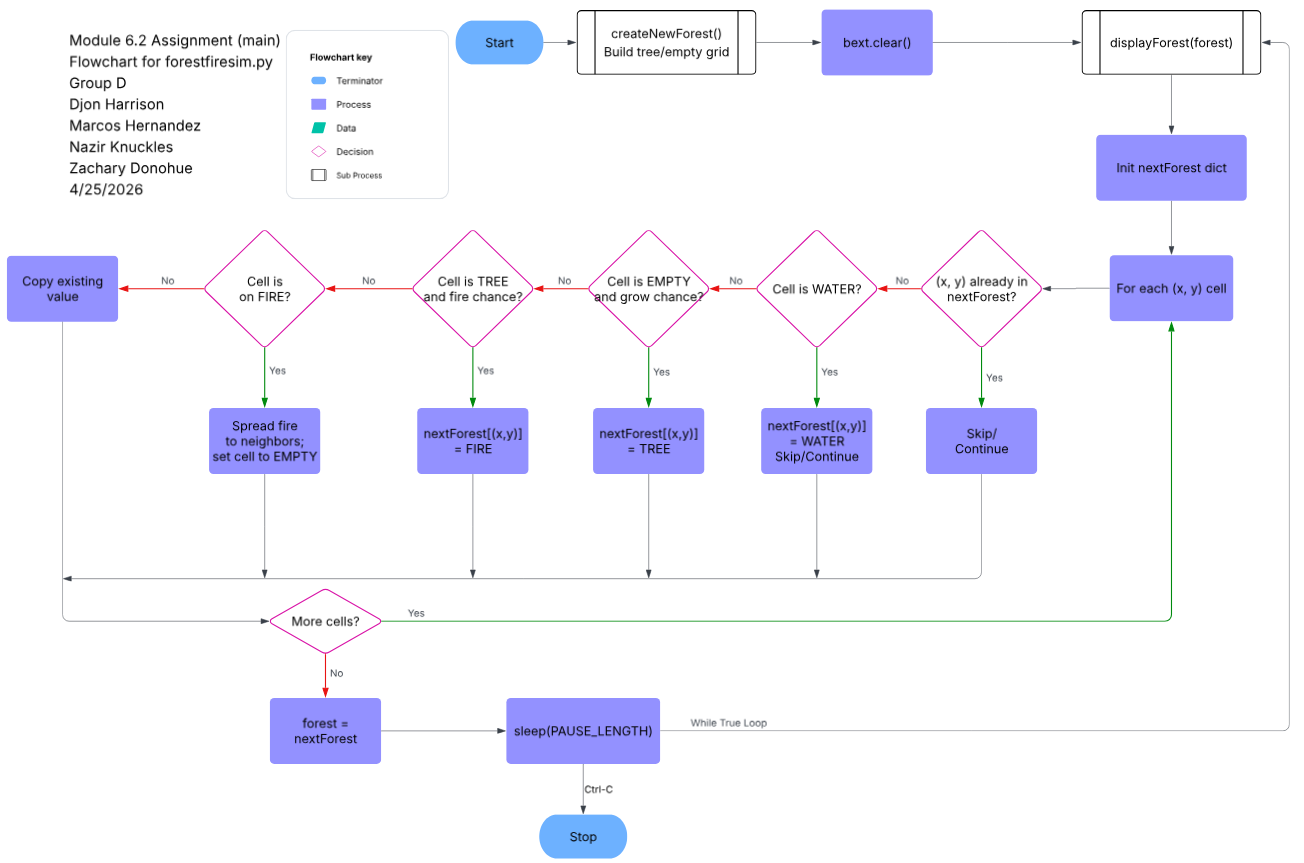 Module 6.2 Assignment (main)
Flowchart for forestfiresim.py
Group D
Djon Harrison
Marcos Hernandez
Nazir Knuckles
Zachary Donohue
4/25/2026
Flowchart key
Terminator
Process
Data
Decision
Sub Process
Start
createNewForest()
Build tree/empty grid
bext.clear()
displayForest(forest)
Init nextForest dict
For each (x, y) cell
(x, y) already in
nextForest?
No
Cell is WATER?
No
Cell is EMPTY
and grow chance?
No
Cell is TREE
and fire chance?
No
Cell is
on FIRE?
No
Copy existing
value
Yes
Yes
Yes
Yes
Yes
Spread fire
to neighbors;
set cell to EMPTY
nextForest[(x,y)]
= FIRE
nextForest[(x,y)]
= TREE
nextForest[(x,y)]
= WATER
Skip/Continue
Skip/
Continue
More cells?
Yes
No
forest =
nextForest
sleep(PAUSE_LENGTH)
While True Loop
Ctrl-C
Stop